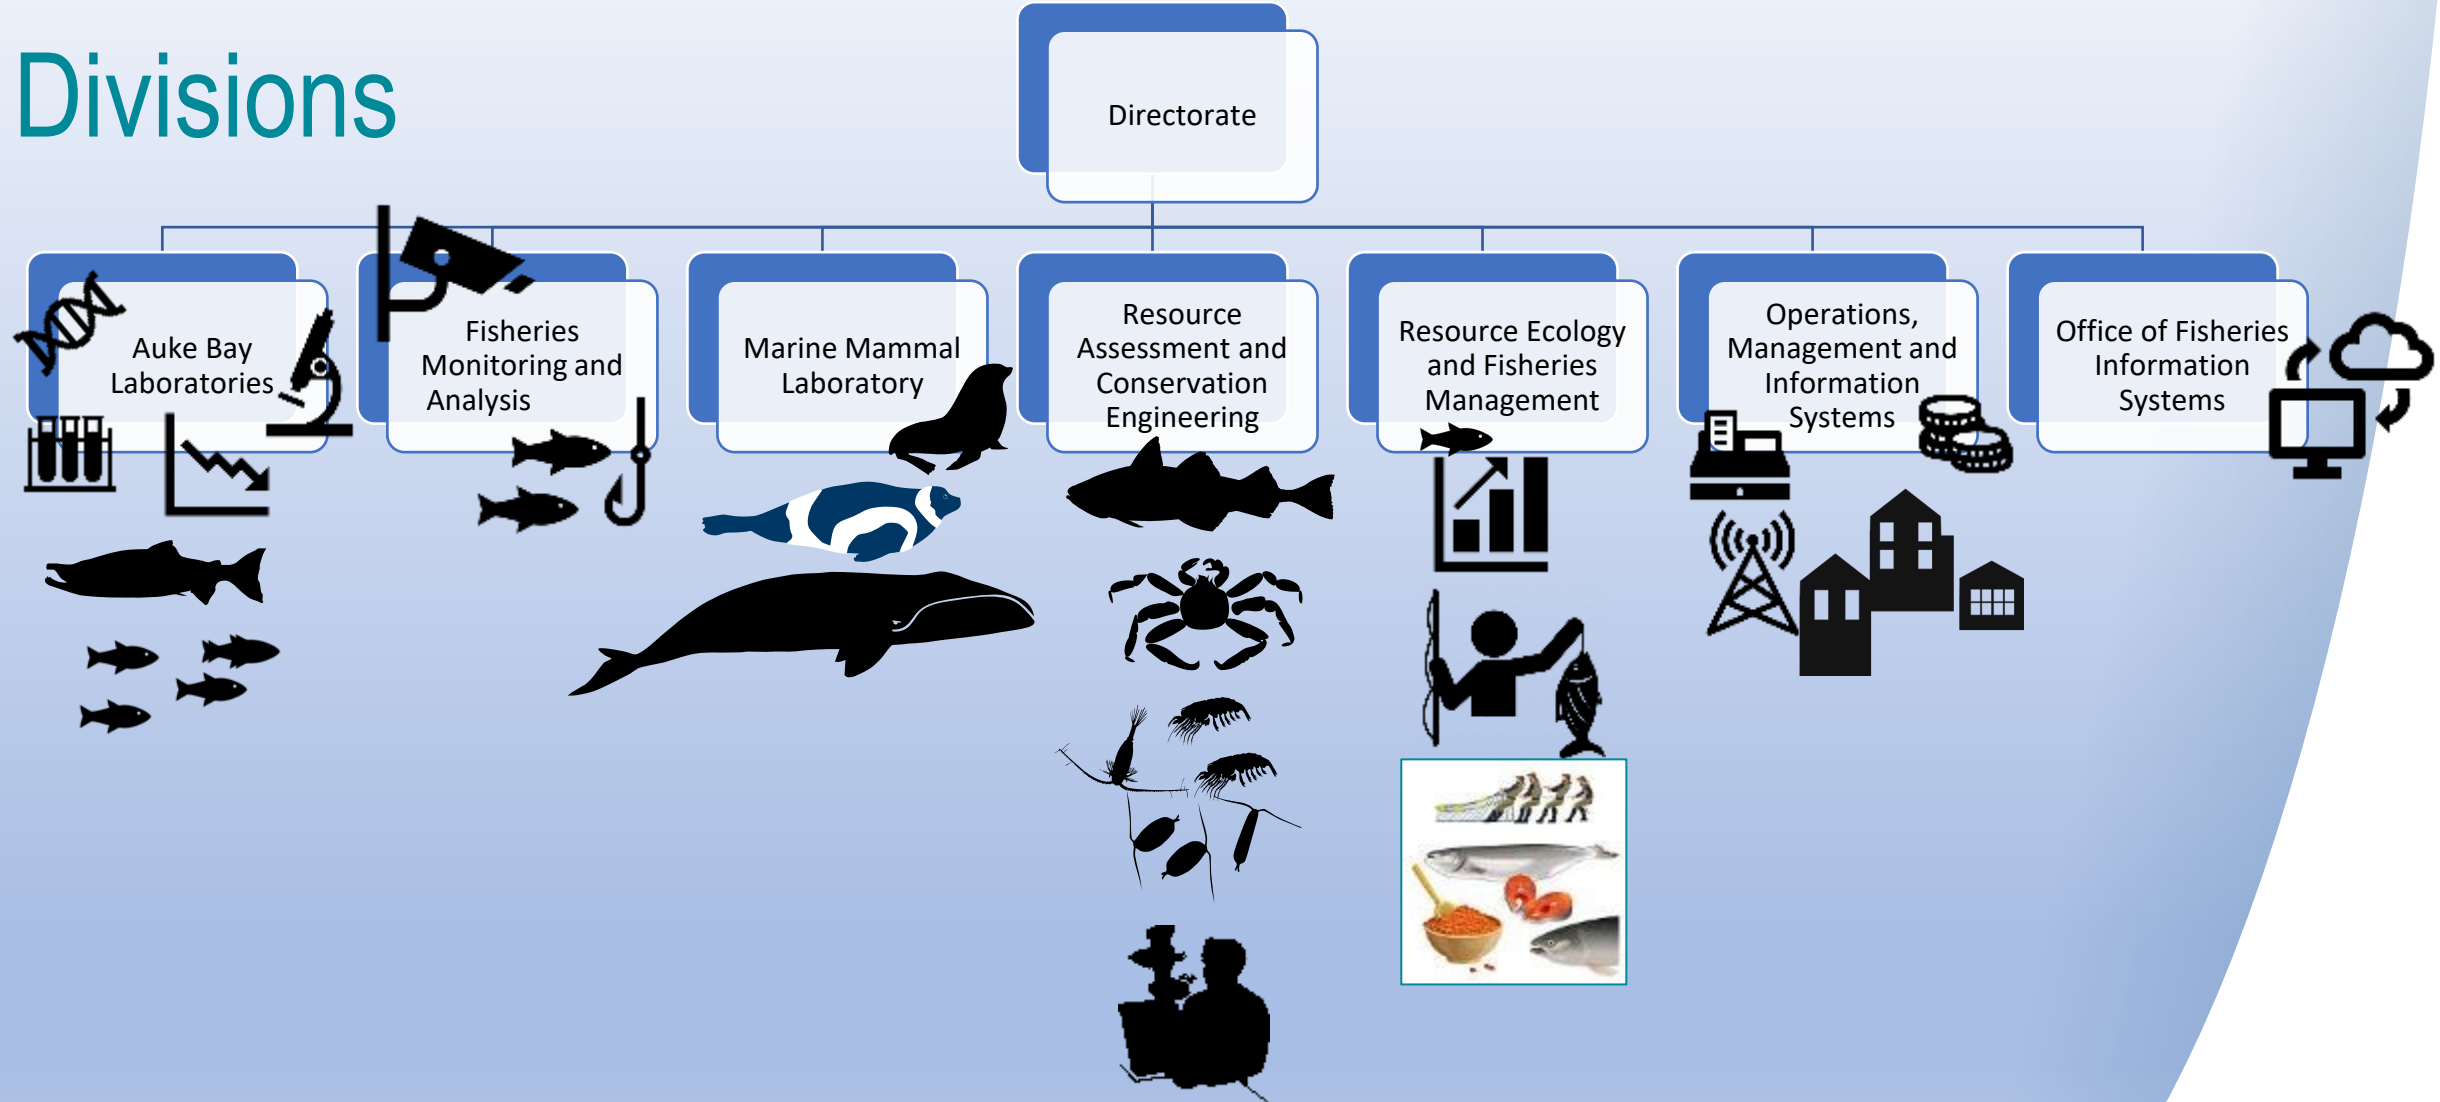 Divisions
Directorate
Auke Bay
Laboratories
Fisheries
Monitoring and
Analysis
Marine Mammal
Laboratory
Resource
Assessment and
Conservation
Engineering
Resource Ecology
and Fisheries
Management
Operations,
Management and
Information
Systems
Office of Fisheries
Information
Systems